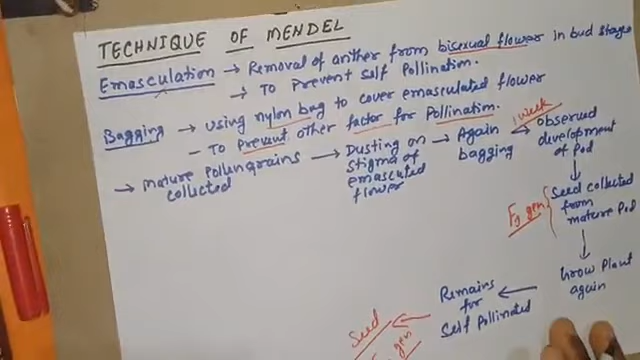 TECHNIQUE OF MENDEL
Emasculation → Removal of anther from bisexual flower in bud stage
→ To Prevent Self Pollination.
Bagging → Using nylon bag to cover emasculated flower
- To Prevent other factor for Pollination.
→ Mature Pollengrains collected → Dusting on stigma of emasculated flower → Again bagging
1 week
Observed
development
of Pod
Seed collected
from
mature Pod
Grow Plant
again
Remains
for
Self Pollinated
Seed
gen